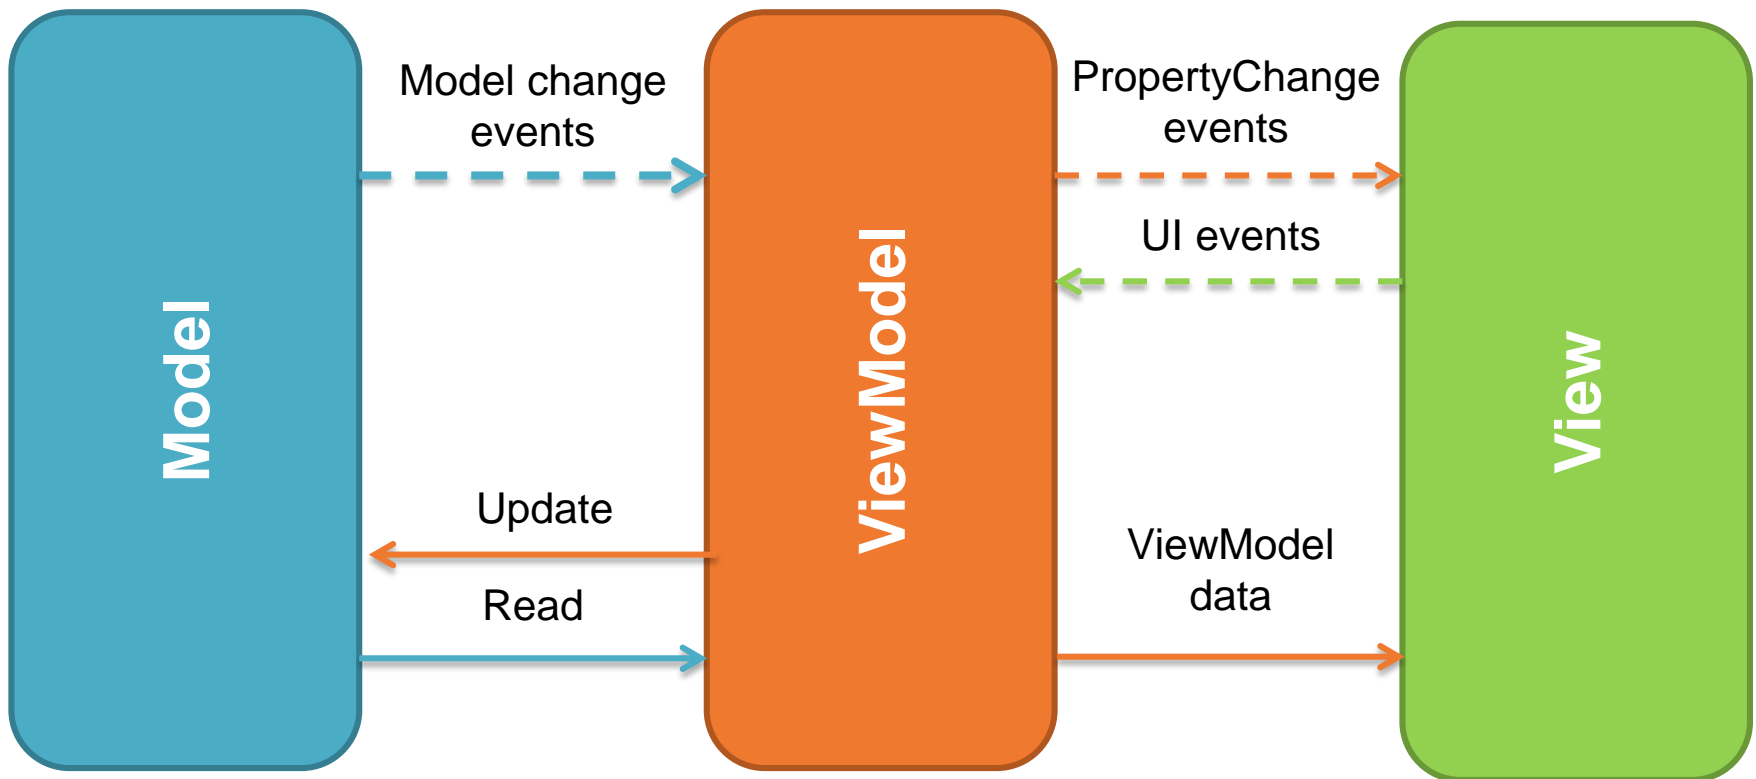 Model
Model change
events
Update
Read
ViewModel
PropertyChange
events
UI events
ViewModel
data
View